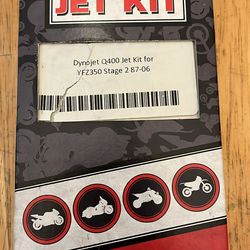 JET KIT
Dynojet Q400 Jet Kit for
YFZ350 Stage 2 87-06